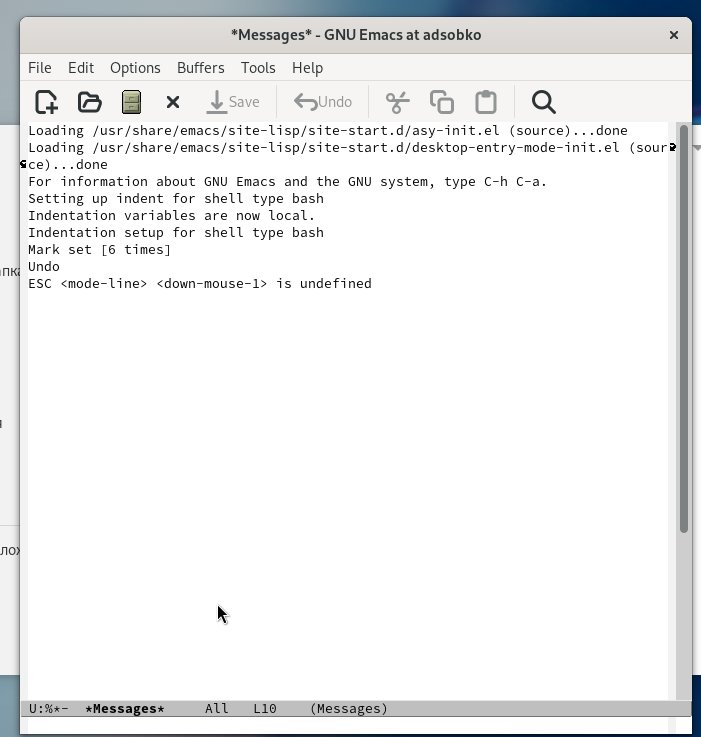 *Messages* - GNU Emacs at adsobko
File Edit Options Buffers Tools Help
Save Undo
Loading /usr/share/emacs/site-lisp/site-start.d/asy-init.el (source)...done
Loading /usr/share/emacs/site-lisp/site-start.d/desktop-entry-mode-init.el (sour
ce)...done
For information about GNU Emacs and the GNU system, type C-h C-a.
Setting up indent for shell type bash
Indentation variables are now local.
Indentation setup for shell type bash
Mark set [6 times]
Undo
ESC <mode-line> <down-mouse-1> is undefined
U:%*- *Messages* All L10 (Messages)